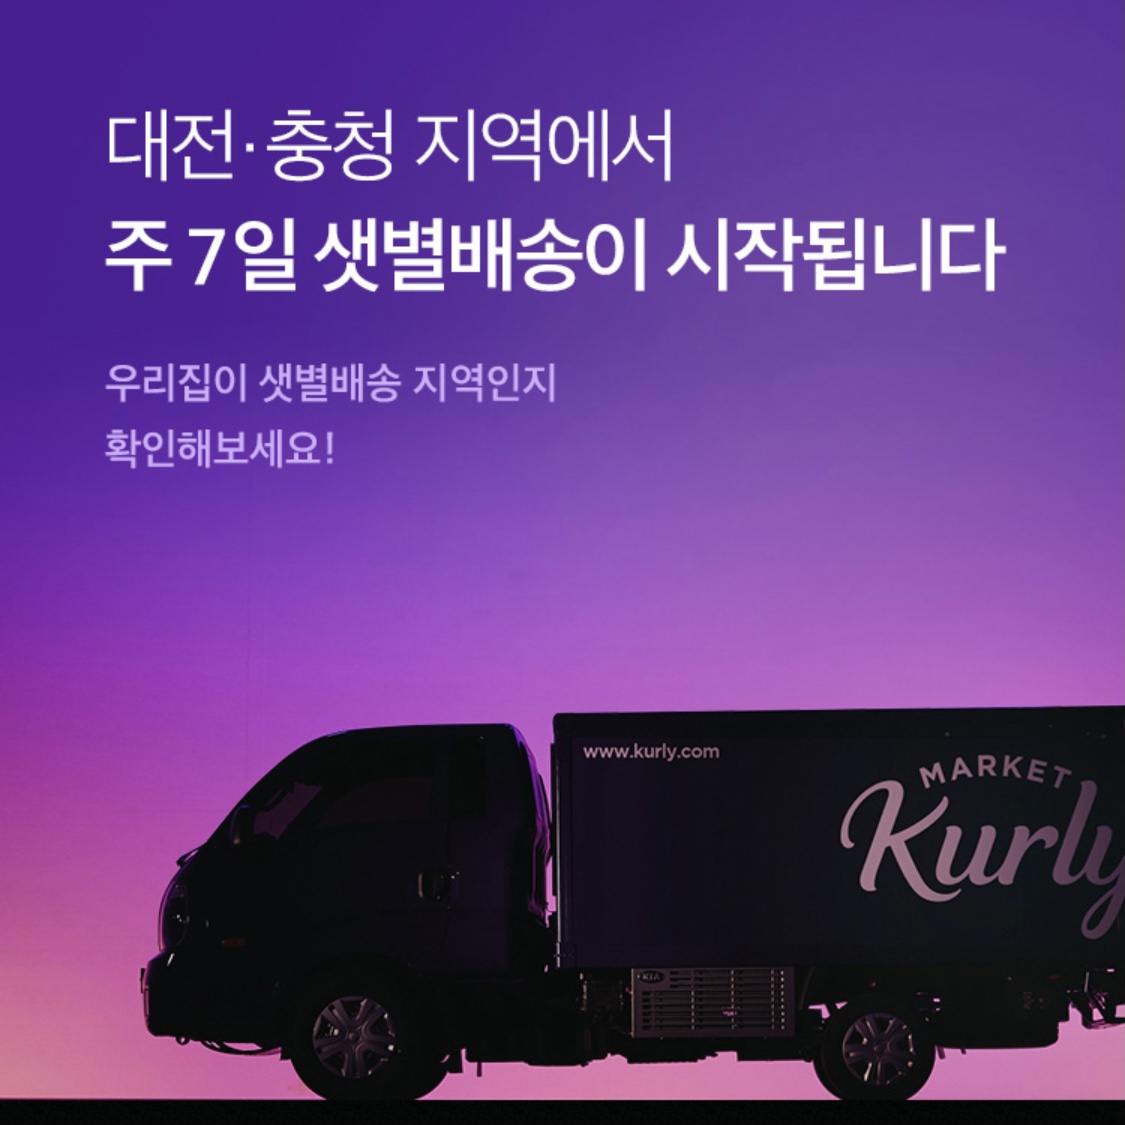 대전·충청 지역에서
주 7일 샛별배송이 시작됩니다
우리집이 샛별배송 지역인지
확인해보세요!
www.kurly.com
MARKET
Kurly
KIA